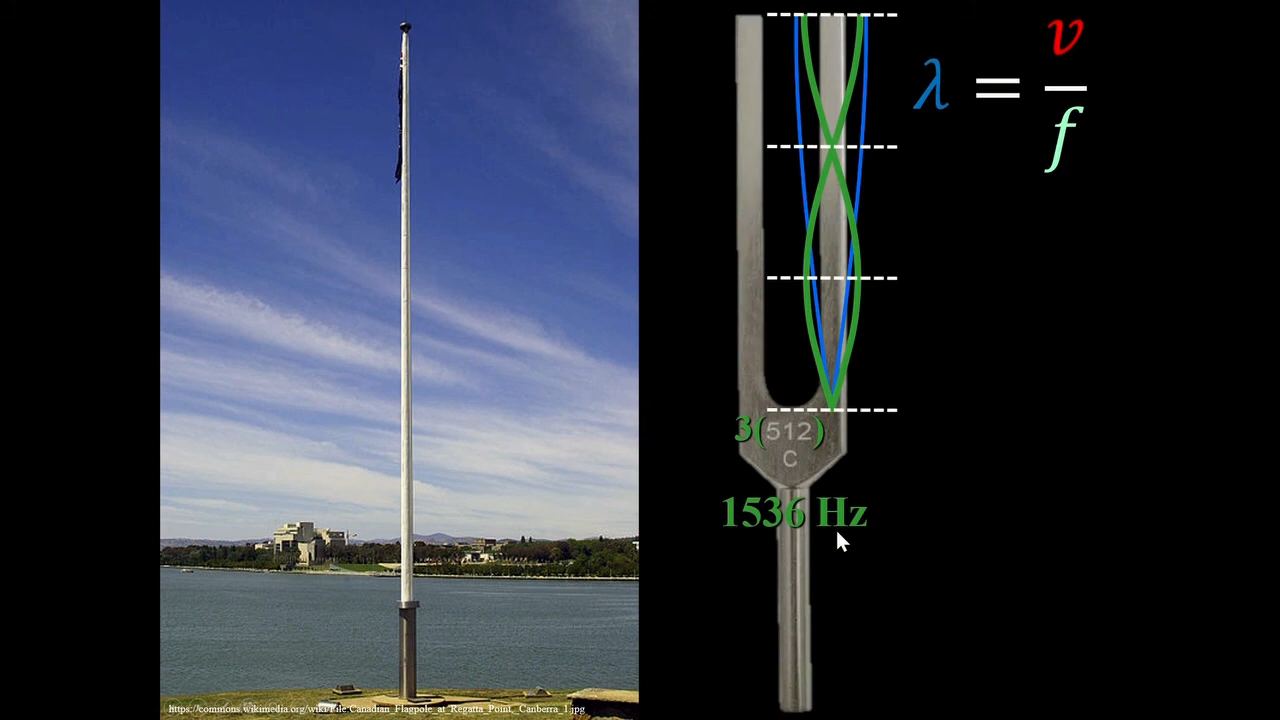 λ = v
f
3(512)
C
1536 Hz
https://commons.wikimedia.org/wiki/File:Canadian_Flagpole_at_Regatta_Point,_Canberra_1.jpg